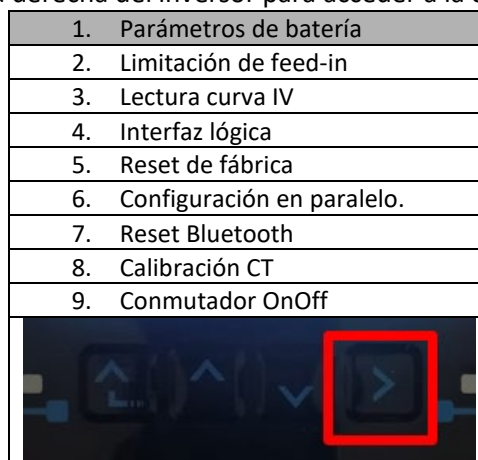 derecha del inversor para acceder a la
1. Parámetros de batería
2. Limitación de feed-in
3. Lectura curva IV
4. Interfaz lógica
5. Reset de fábrica
6. Configuración en paralelo.
7. Reset Bluetooth
8. Calibración CT
9. Conmutador OnOff